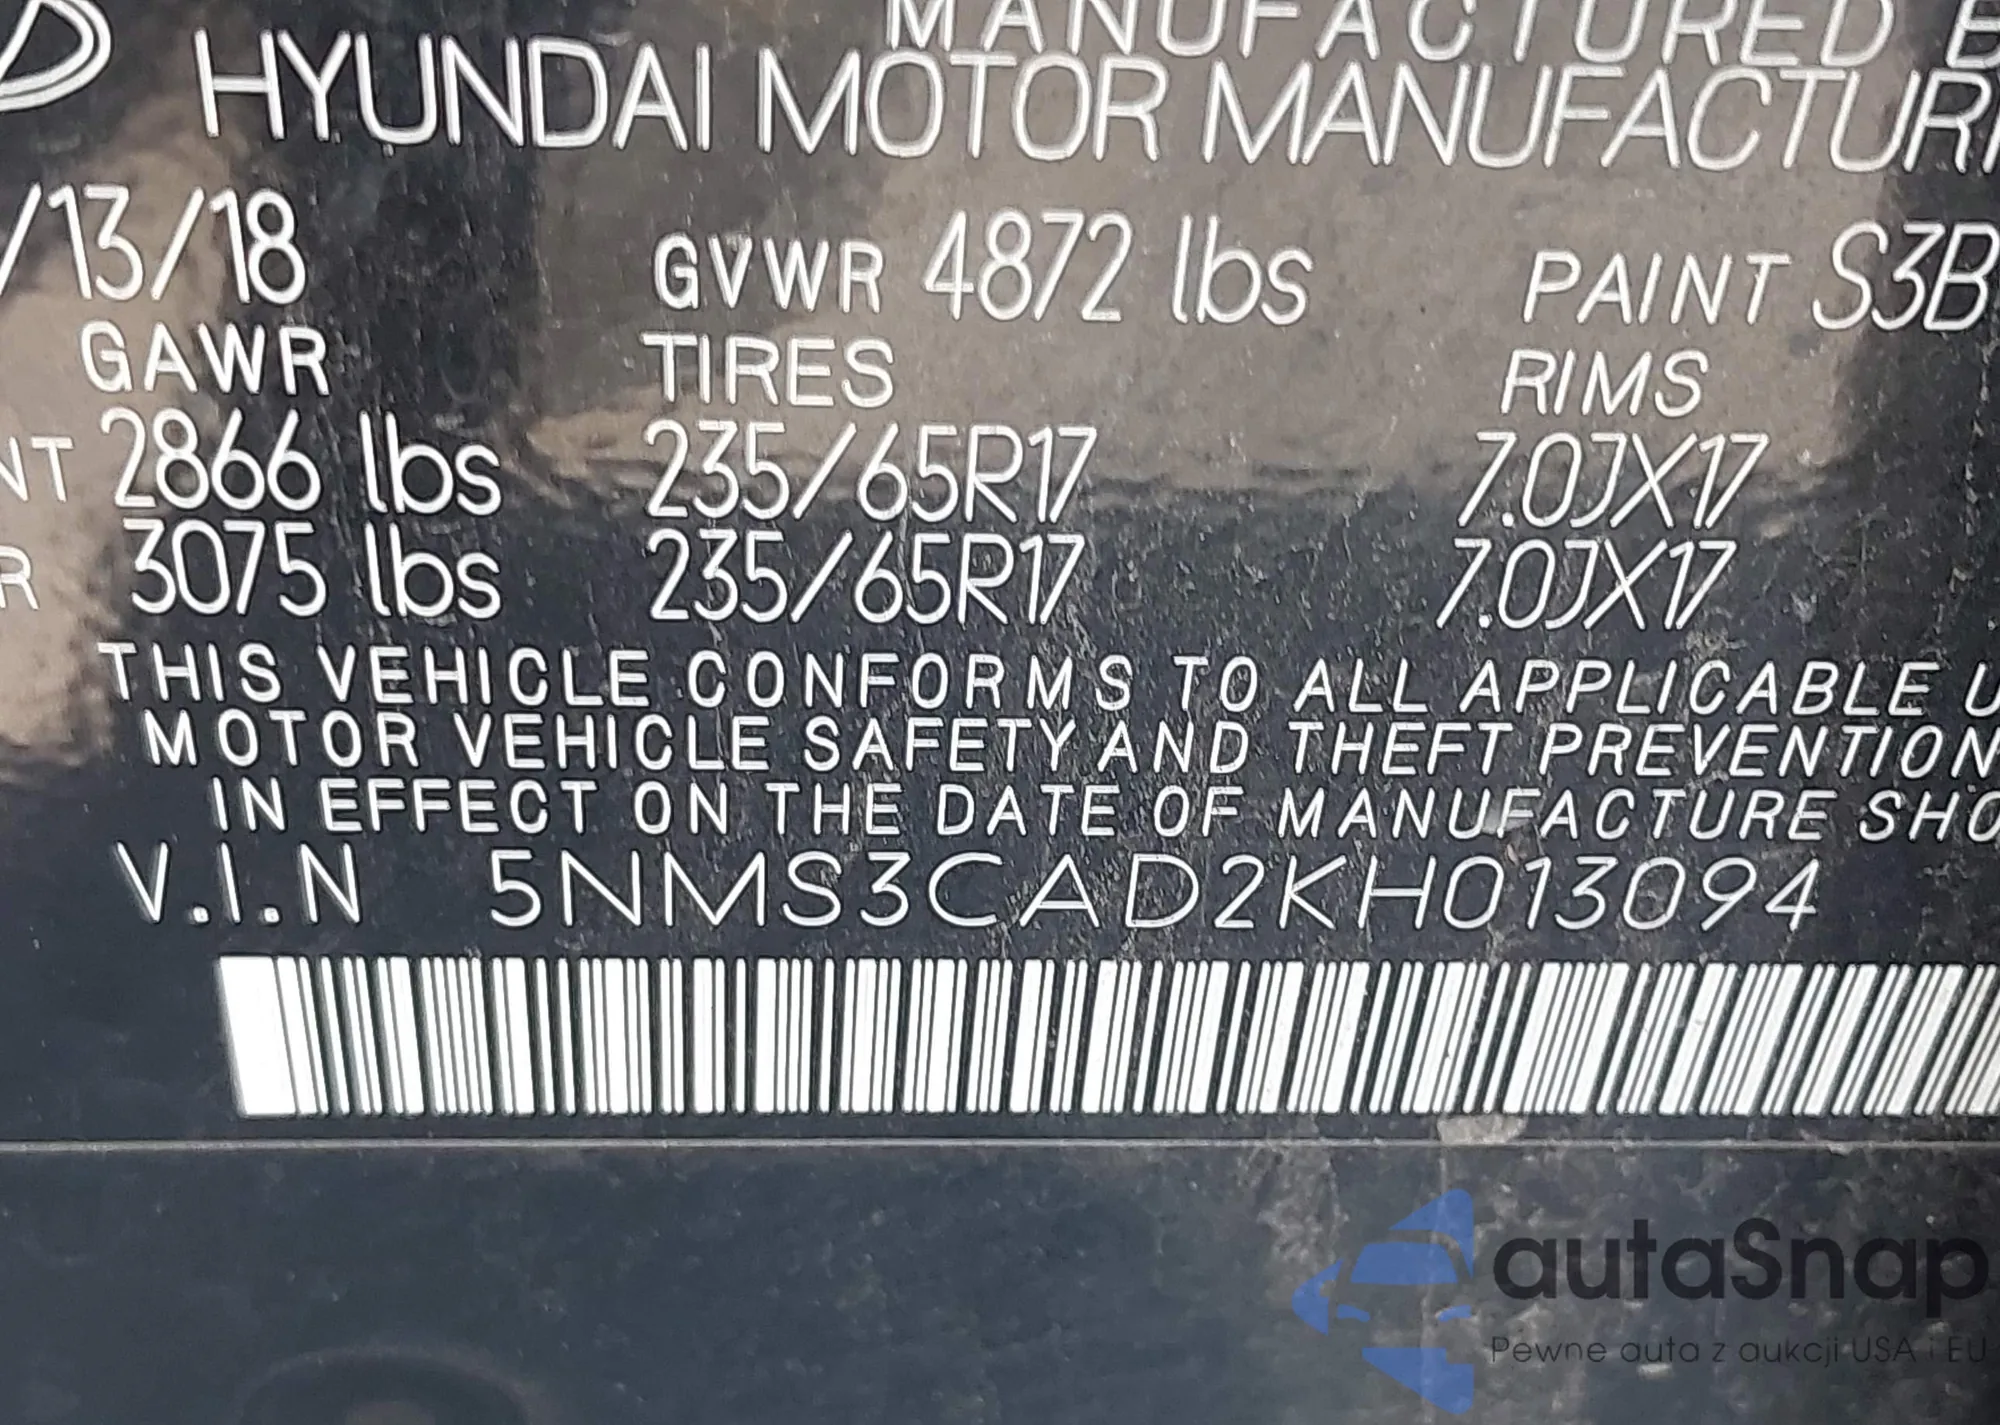 MANUFACTURED B
HYUNDAI MOTOR MANUFACTURI
/13/18 GVWR 4872 lbs PAINT S3B
GAWR TIRES RIMS
NT 2866 lbs 235/65R17 7.0JX17
R 3075 lbs 235/65R17 7.0JX17
THIS VEHICLE CONFORMS TO ALL APPLICABLE U
MOTOR VEHICLE SAFETY AND THEFT PREVENTION
IN EFFECT ON THE DATE OF MANUFACTURE SHO
V.I.N 5NMS3CAD2KH013094
autaSnap
Pewne auta z aukcji USA i EU